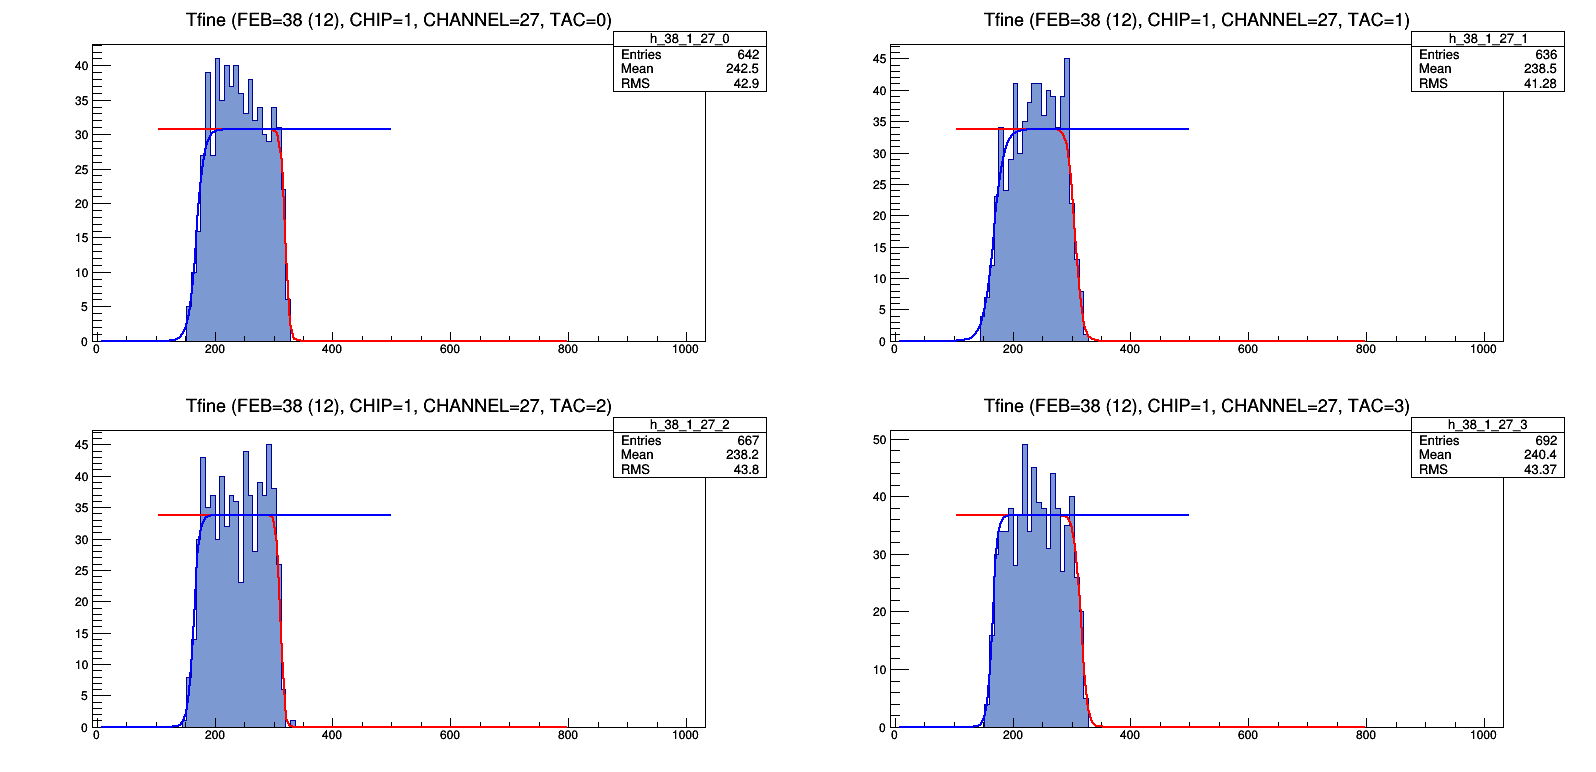 Tfine (FEB=38 (12), CHIP=1, CHANNEL=27, TAC=0)
h_38_1_27_0
Entries 642
Mean 242.5
RMS 42.9
40
35
30
25
20
15
10
5
0
0 200 400 600 800 1000
Tfine (FEB=38 (12), CHIP=1, CHANNEL=27, TAC=1)
h_38_1_27_1
Entries 636
Mean 238.5
RMS 41.28
45
40
35
30
25
20
15
10
5
0
0 200 400 600 800 1000
Tfine (FEB=38 (12), CHIP=1, CHANNEL=27, TAC=2)
h_38_1_27_2
Entries 667
Mean 238.2
RMS 43.8
45
40
35
30
25
20
15
10
5
0
0 200 400 600 800 1000
Tfine (FEB=38 (12), CHIP=1, CHANNEL=27, TAC=3)
h_38_1_27_3
Entries 692
Mean 240.4
RMS 43.37
50
40
30
20
10
0
0 200 400 600 800 1000